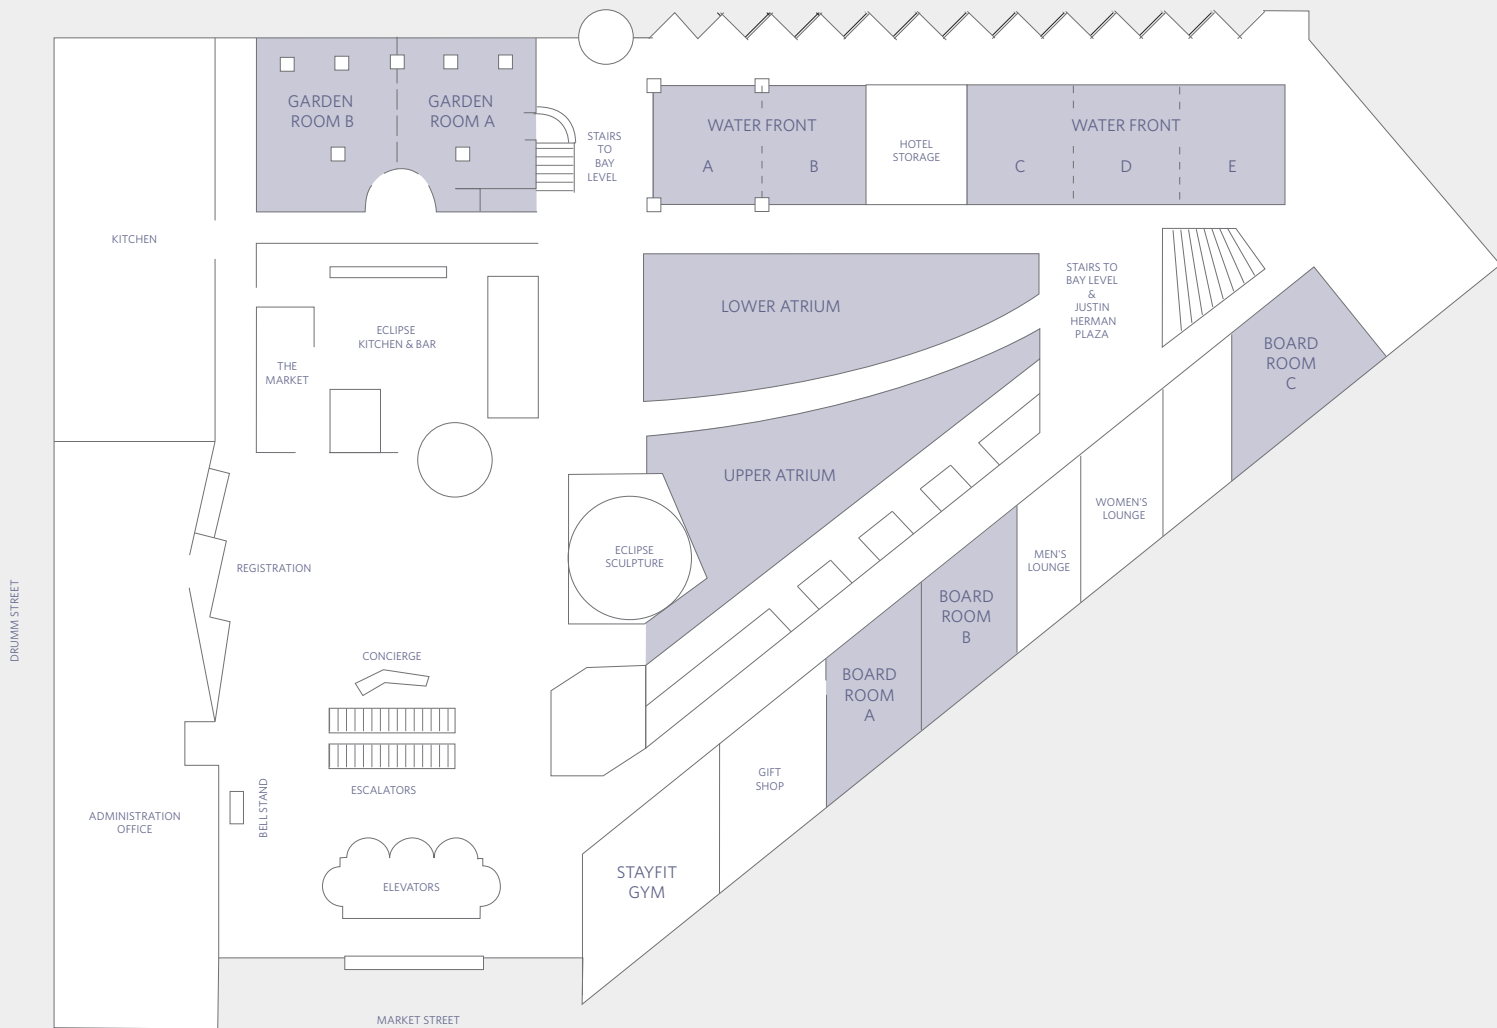 GARDEN
ROOM B
GARDEN
ROOM A
STAIRS
TO
BAY
LEVEL
WATER FRONT
A
B
HOTEL
STORAGE
WATER FRONT
C
D
E
KITCHEN
ECLIPSE
KITCHEN & BAR
THE
MARKET
LOWER ATRIUM
STAIRS TO
BAY LEVEL
&
JUSTIN
HERMAN
PLAZA
BOARD
ROOM
C
UPPER ATRIUM
WOMEN'S
LOUNGE
ECLIPSE
SCULPTURE
MEN'S
LOUNGE
REGISTRATION
BOARD
ROOM
B
DRUMM STREET
CONCIERGE
BOARD
ROOM
A
ESCALATORS
GIFT
SHOP
BELL STAND
ADMINISTRATION
OFFICE
ELEVATORS
STAYFIT
GYM
MARKET STREET